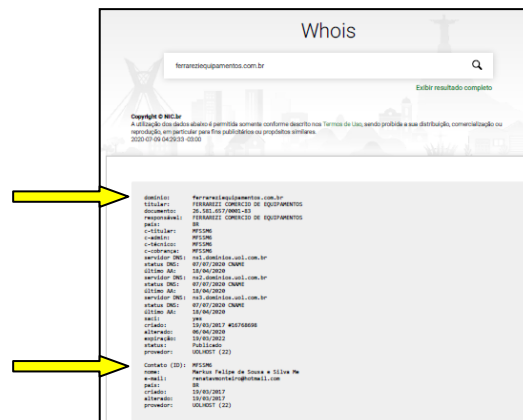 Whois
ferrareziequipamentos.com.br
Exibir resultado completo
Copyright © NIC.br
A utilização dos dados abaixo é permitida somente conforme descrito nos Termos de Uso, sendo proibida a sua distribuição, comercialização ou
reprodução, em particular para fins publicitários ou propósitos similares.
2020-07-09 04:29:33 -03:00
domínio: ferrareziequipamentos.com.br
titular: FERRAREZI COMERCIO DE EQUIPAMENTOS
documento: 26.581.657/0001-83
responsável: FERRAREZI COMERCIO DE EQUIPAMENTOS
país: BR
c-titular: MFSSM6
c-admin: MFSSM6
c-técnico: MFSSM6
c-cobrança: MFSSM6
servidor DNS: ns1.dominios.uol.com.br
status DNS: 07/07/2020 CNAME
último AA: 18/04/2020
servidor DNS: ns2.dominios.uol.com.br
status DNS: 07/07/2020 CNAME
último AA: 18/04/2020
servidor DNS: ns3.dominios.uol.com.br
status DNS: 07/07/2020 CNAME
último AA: 18/04/2020
saci: yes
criado: 19/03/2017 #16768698
alterado: 06/04/2020
expiração: 19/03/2022
status: Publicado
provedor: UOLHOST (22)
Contato (ID): MFSSM6
nome: Markus Felipe de Sousa e Silva Me
e-mail: renatavmonteiro@hotmail.com
país: BR
criado: 19/03/2017
alterado: 19/03/2017
provedor: UOLHOST (22)